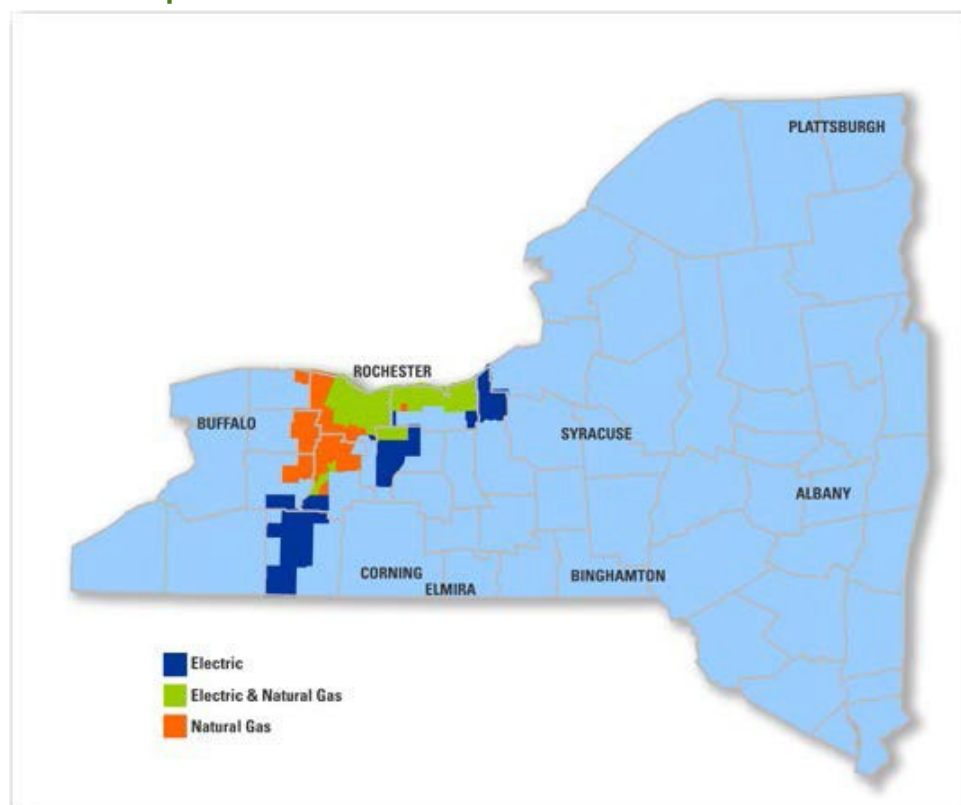 PLATTSBURGH
ROCHESTER
BUFFALO
SYRACUSE
ALBANY
CORNING
ELMIRA
BINGHAMTON
Electric
Electric & Natural Gas
Natural Gas